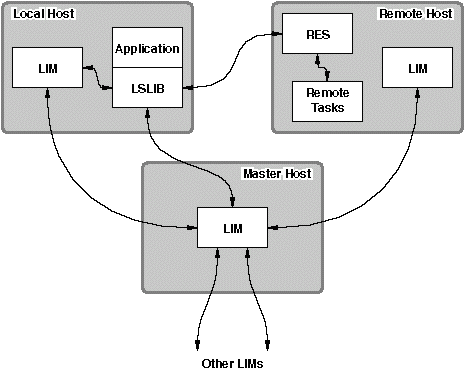 Local Host
Application
LIM
LSLIB
Remote Host
RES
LIM
Remote
Tasks
Master Host
LIM
Other LIMs